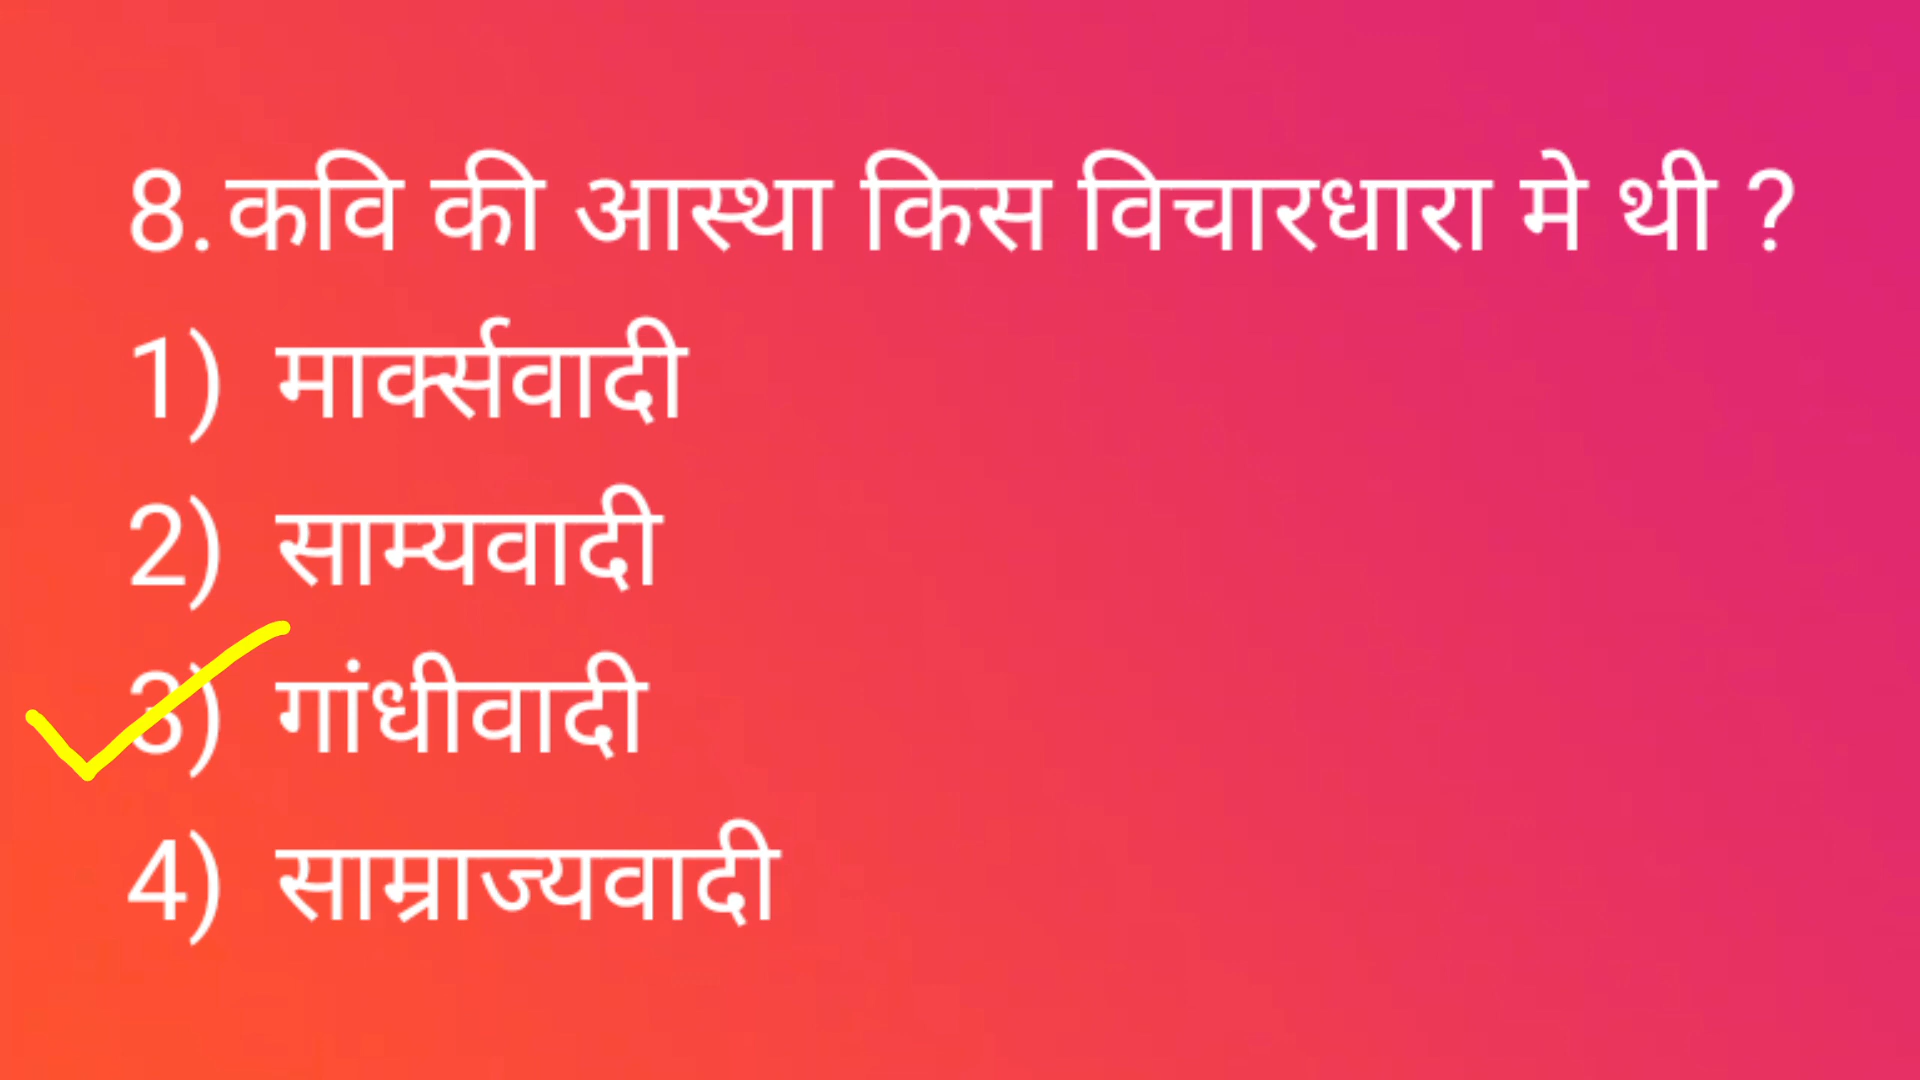 8.कवि की आस्था किस विचारधारा मे थी ?
1) मार्क्सवादी
2) साम्यवादी
3) गांधीवादी
4) साम्राज्यवादी